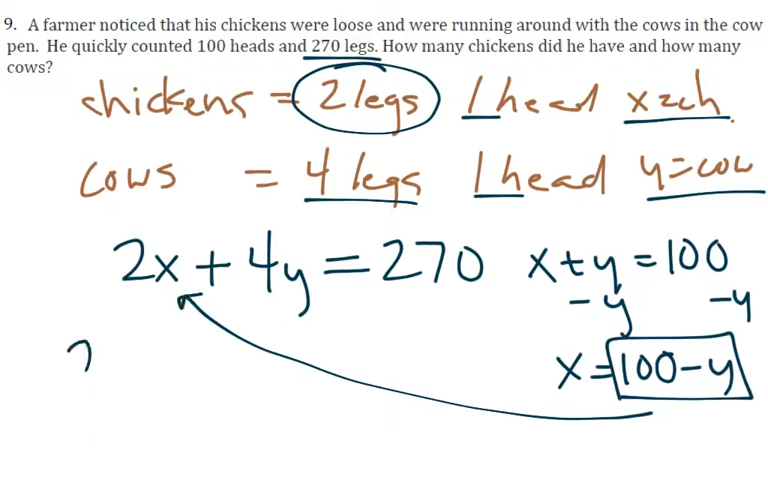 9. A farmer noticed that his chickens were loose and were running around with the cows in the cow
pen. He quickly counted 100 heads and 270 legs. How many chickens did he have and how many
cows?
chickens = 2 legs 1 head x=ch.
cows = 4 legs 1 head y=cow
2x + 4y = 270 x+y=100
-y -y
2 x=100-y